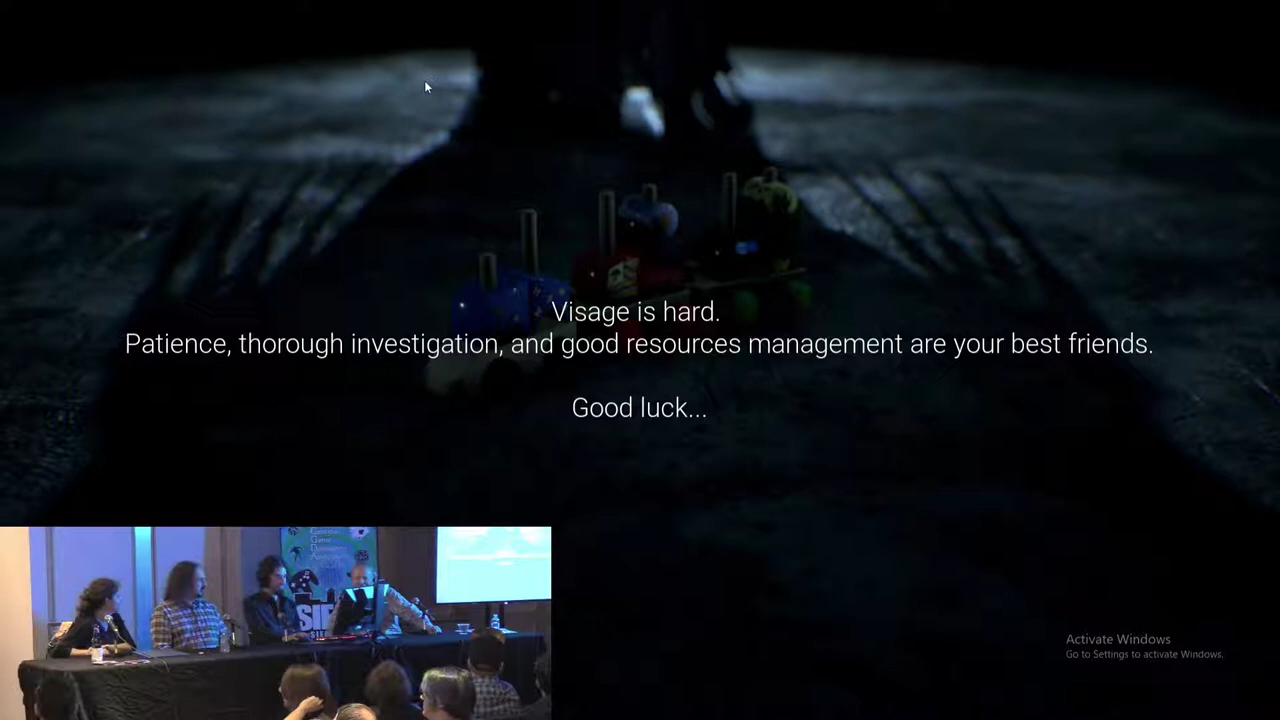 Visage is hard.
Patience, thorough investigation, and good resources management are your best friends.
Good luck...
Activate Windows
Go to Settings to activate Windows.